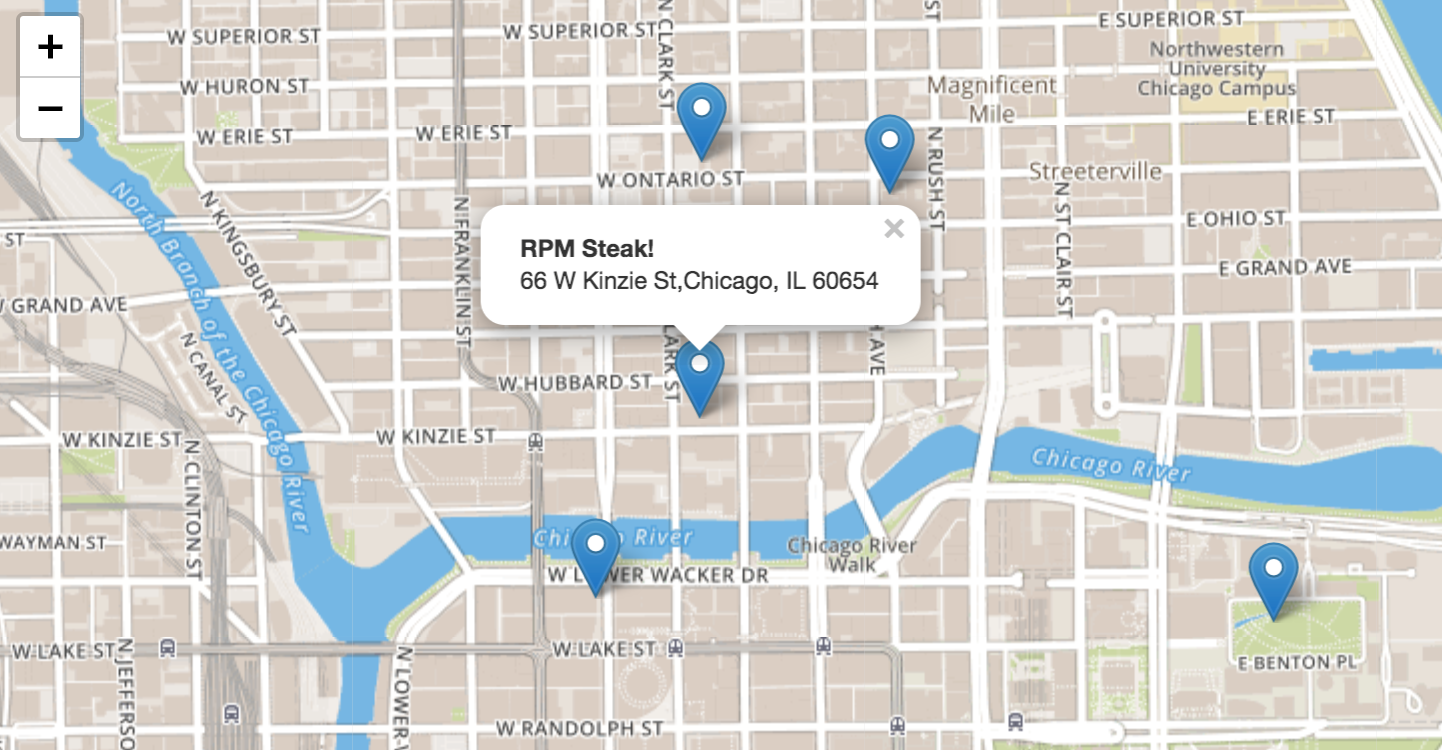 +
−
W SUPERIOR ST
W SUPERIOR ST
N CLARK ST
ST
E SUPERIOR ST
Northwestern
University
Chicago Campus
W HURON ST
Magnificent
Mile
W ERIE ST
W ERIE ST
E ERIE ST
N RUSH ST
W ONTARIO ST
Streeterville
North Branch of the Chicago River
N KINGSBURY ST
N FRANKLIN ST
N ST CLAIR ST
E OHIO ST
ST
×
RPM Steak!
66 W Kinzie St,Chicago, IL 60654
E GRAND AVE
GRAND AVE
N CANAL ST
LARK ST
H AVE
W HUBBARD ST
W KINZIE ST
W KINZIE ST
N CLINTON ST
Chicago River
Chi o River
WAYMAN ST
Chicago River
Walk
W L WER WACKER DR
W LAKE ST
W LAKE ST
N JEFFERSO
N LOWER
E BENTON PL
W RANDOLPH ST